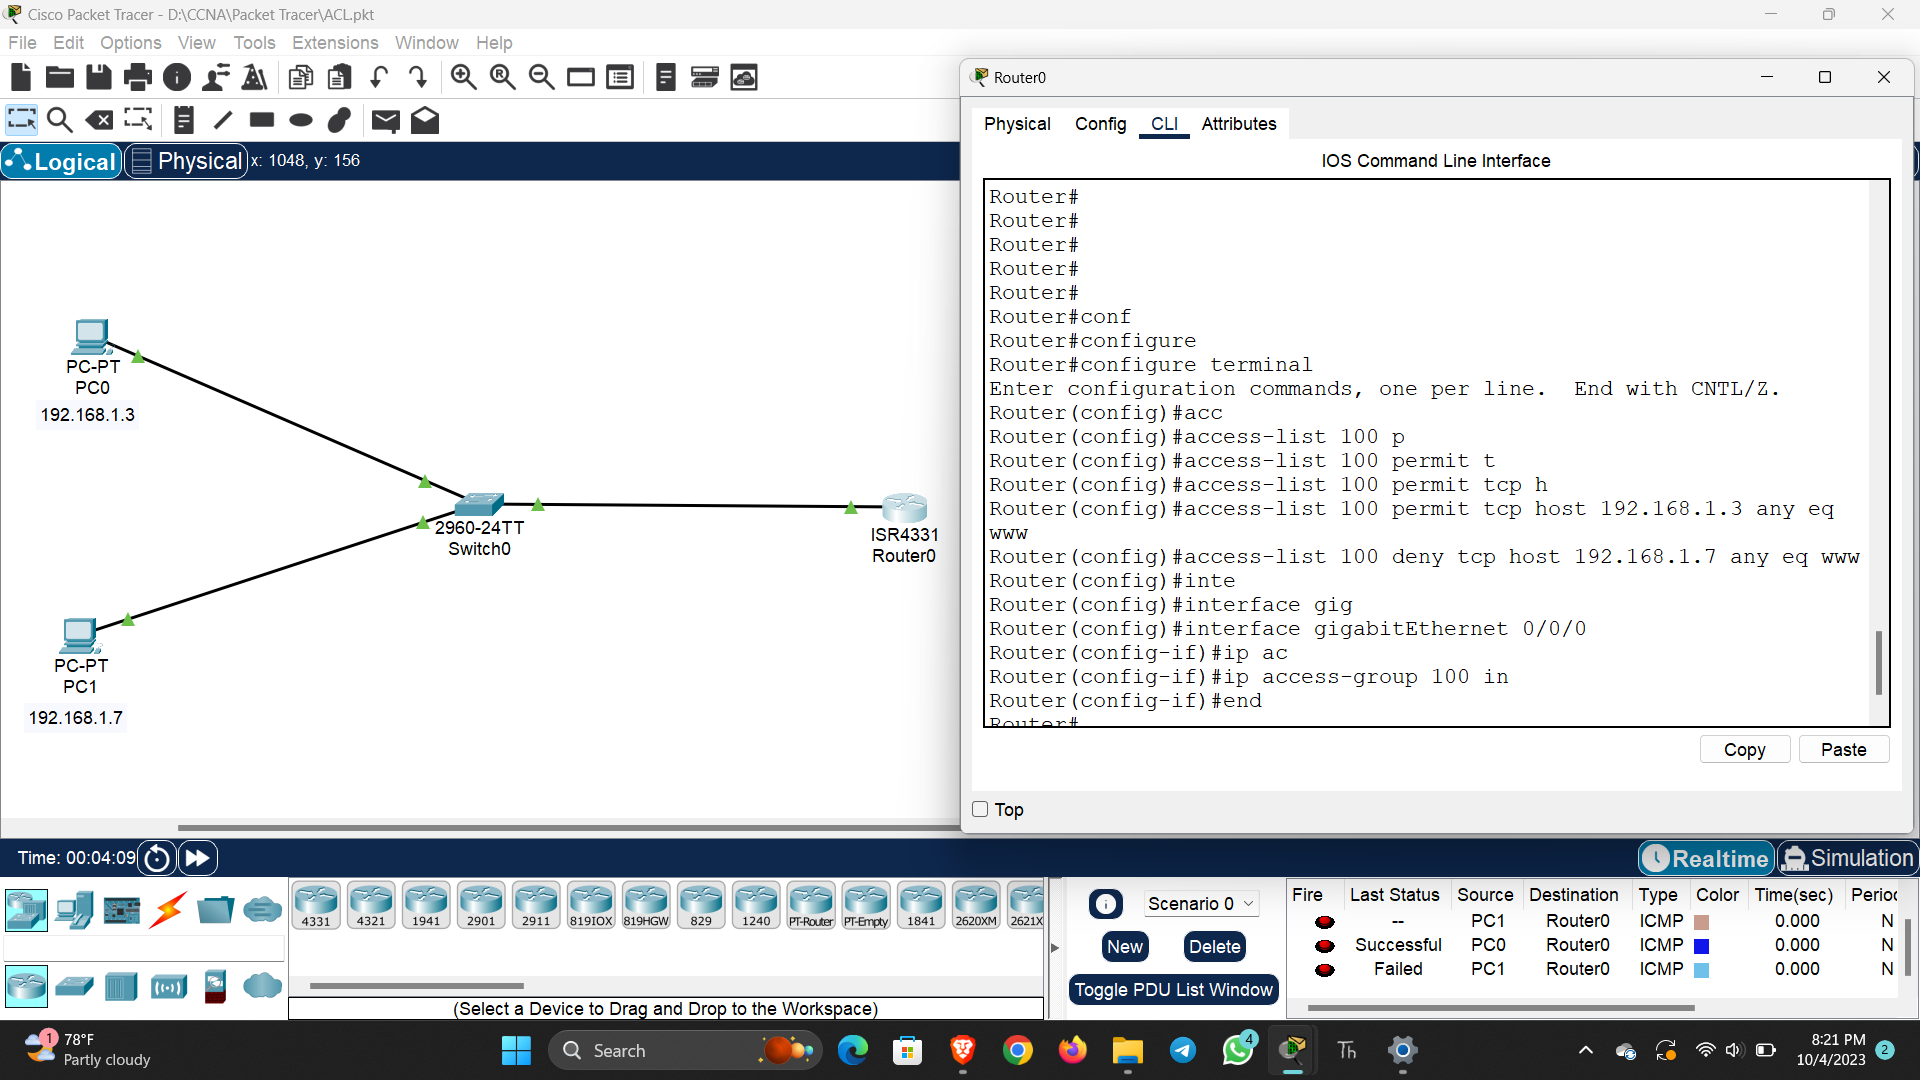 Cisco Packet Tracer - D:\CCNA\Packet Tracer\ACL.pkt
File Edit Options View Tools Extensions Window Help
Logical Physical x: 1048, y: 156
PC-PT
PC0
192.168.1.3
2960-24TT
Switch0
ISR4331
Router0
PC-PT
PC1
192.168.1.7
Router0
Physical Config CLI Attributes
IOS Command Line Interface
Router#
Router#
Router#
Router#
Router#
Router#conf
Router#configure
Router#configure terminal
Enter configuration commands, one per line.  End with CNTL/Z.
Router(config)#acc
Router(config)#access-list 100 p
Router(config)#access-list 100 permit t
Router(config)#access-list 100 permit tcp h
Router(config)#access-list 100 permit tcp host 192.168.1.3 any eq
www
Router(config)#access-list 100 deny tcp host 192.168.1.7 any eq www
Router(config)#inte
Router(config)#interface gig
Router(config)#interface gigabitEthernet 0/0/0
Router(config-if)#ip ac
Router(config-if)#ip access-group 100 in
Router(config-if)#end
Router#
Copy Paste
Top
Time: 00:04:09
Realtime Simulation
4331 4321 1941 2901 2911 819IOX 819HGW 829 1240 PT-Router PT-Empty 1841 2620XM 2621X
(Select a Device to Drag and Drop to the Workspace)
Scenario 0
New Delete
Toggle PDU List Window
Fire Last Status Source Destination Type Color Time(sec) Perioc
-- PC1 Router0 ICMP 0.000 N
Successful PC0 Router0 ICMP 0.000 N
Failed PC1 Router0 ICMP 0.000 N
1
78°F
Partly cloudy
Search
4
Th
8:21 PM
10/4/2023
2